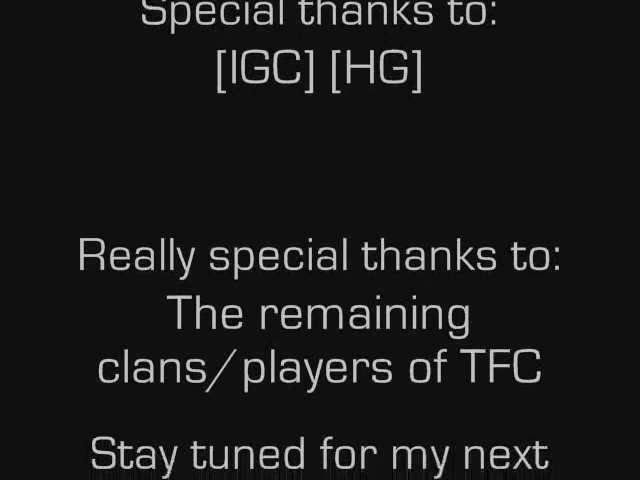 Special thanks to:
[IGC] [HG]
Really special thanks to:
The remaining
clans/players of TFC
Stay tuned for my next